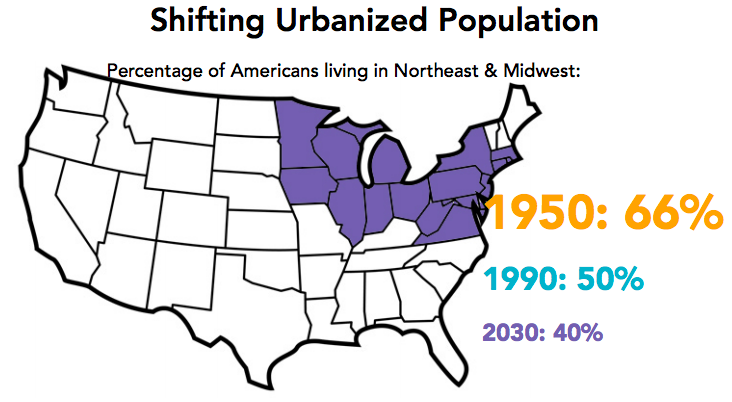 Shifting Urbanized Population
Percentage of Americans living in Northeast & Midwest:
1950: 66%
1990: 50%
2030: 40%